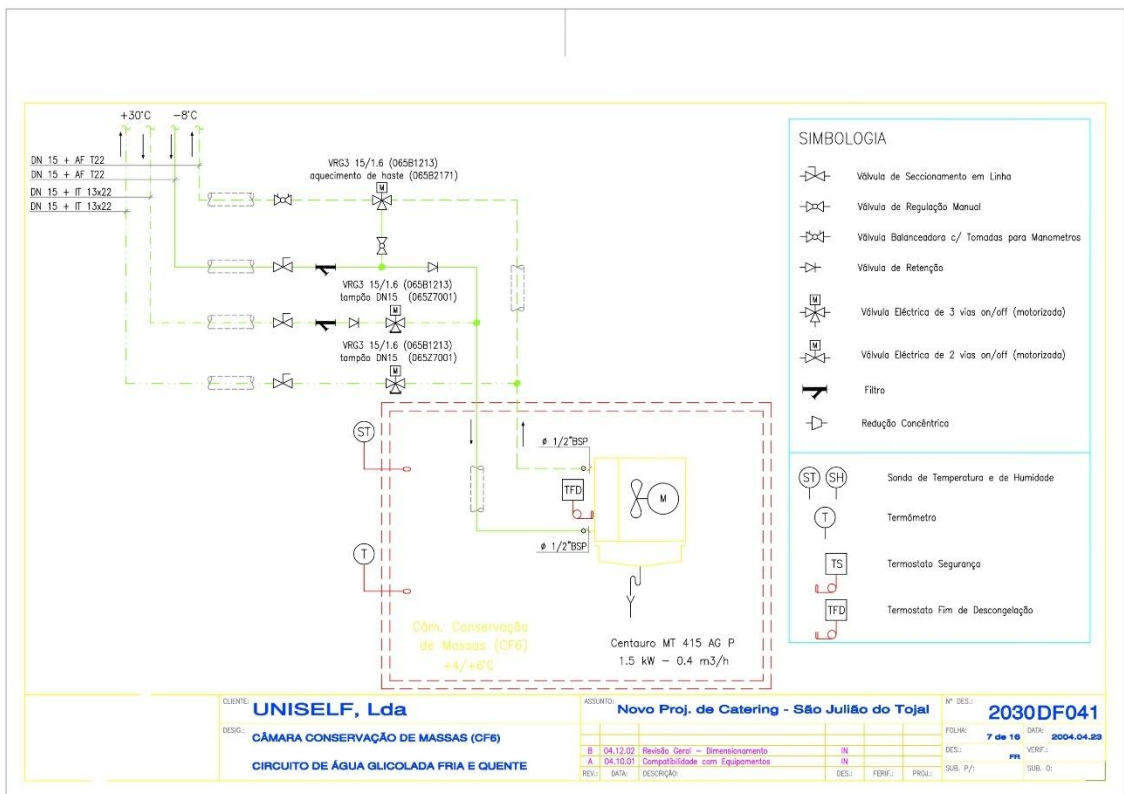 +30°C
-8°C
DN 15 + AF T22
DN 15 + AF T22
DN 15 + IT 13x22
DN 15 + IT 13x22
VRG3 15/1.6 (065B1213)
aquecimento de haste (065B2171)
M
VRG3 15/1.6 (065B1213)
tampão DN15 (065Z7001)
M
VRG3 15/1.6 (065B1213)
tampão DN15 (065Z7001)
M
ST
T
ø 1/2"BSP
TFD
M
ø 1/2"BSP
Câm. Conservação
de Massas (CF6)
+4/+6°C
Centauro MT 415 AG P
1.5 kW - 0.4 m3/h
SIMBOLOGIA
Válvula de Seccionamento em Linha
Válvula de Regulação Manual
Válvula Balanceadora c/ Tomadas para Manometros
Válvula de Retenção
M
Válvula Eléctrica de 3 vias on/off (motorizada)
M
Válvula Eléctrica de 2 vias on/off (motorizada)
Filtro
Redução Concêntrica
ST SH Sonda de Temperatura e de Humidade
T Termómetro
TS Termostato Segurança
TFD Termostato Fim de Descongelação
CLIENTE: UNISELF, Lda
DESIG.: CÂMARA CONSERVAÇÃO DE MASSAS (CF6)
CIRCUITO DE ÁGUA GLICOLADA FRIA E QUENTE
ASSUNTO: Novo Proj. de Catering - São Julião do Tojal
B 04.12.02 Revisão Geral - Dimensionamento IN
A 04.10.01 Compatibilidade com Equipamentos IN
REV.: DATA: DESCRIÇÃO: DES.: FERIF.: PROJ.:
Nº DES.: 2030DF041
FOLHA: 7 de 16 DATA: 2004.04.23
DES.: FR VERIF.:
SUB. P/: SUB. O: